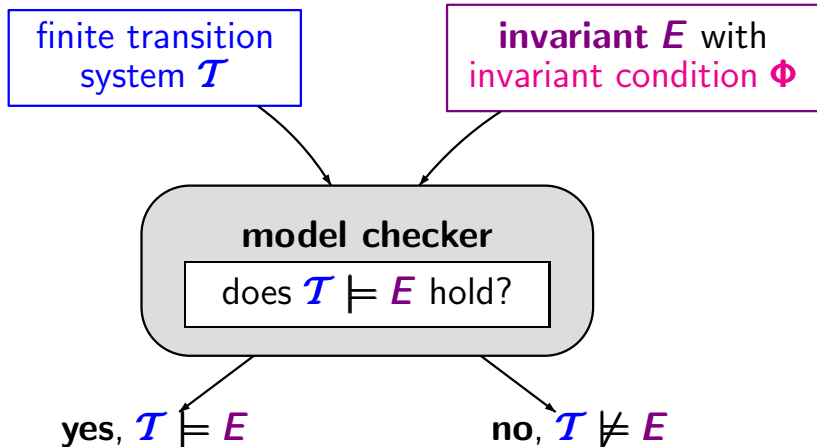 finite transition
system 𝒯
invariant E with
invariant condition Φ
model checker
does 𝒯 ⊨ E hold?
yes, 𝒯 ⊨ E
no, 𝒯 ⊭ E